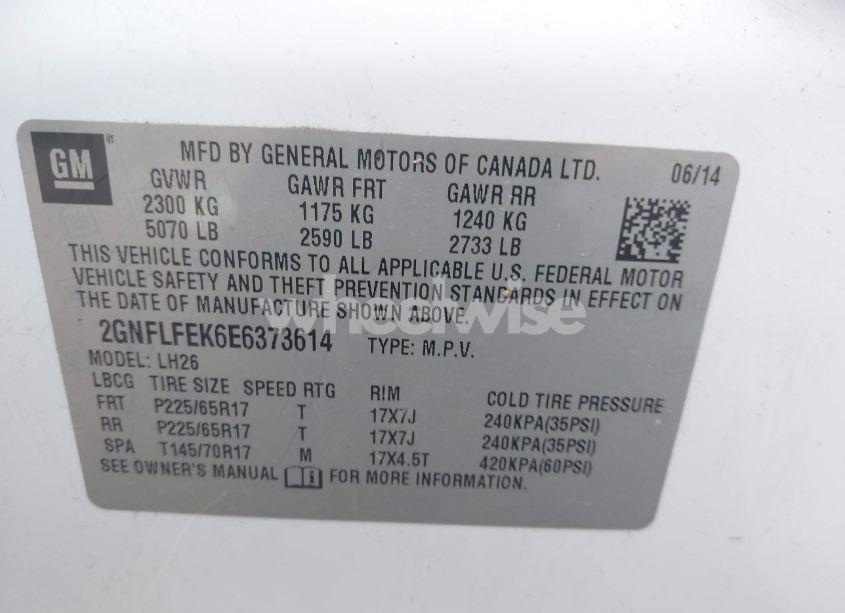 GM
MFD BY GENERAL MOTORS OF CANADA LTD. 06/14
GVWR GAWR FRT GAWR RR
2300 KG 1175 KG 1240 KG
5070 LB 2590 LB 2733 LB
THIS VEHICLE CONFORMS TO ALL APPLICABLE U.S. FEDERAL MOTOR
VEHICLE SAFETY AND THEFT PREVENTION STANDARDS IN EFFECT ON
THE DATE OF MANUFACTURE SHOWN ABOVE.
wheelwise
2GNFLFEK6E6373614 TYPE: M.P.V.
MODEL: LH26
LBCG TIRE SIZE SPEED RTG RIM COLD TIRE PRESSURE
FRT P225/65R17 T 17X7J 240KPA(35PSI)
RR P225/65R17 T 17X7J 240KPA(35PSI)
SPA T145/70R17 M 17X4.5T 420KPA(60PSI)
SEE OWNER'S MANUAL i FOR MORE INFORMATION.